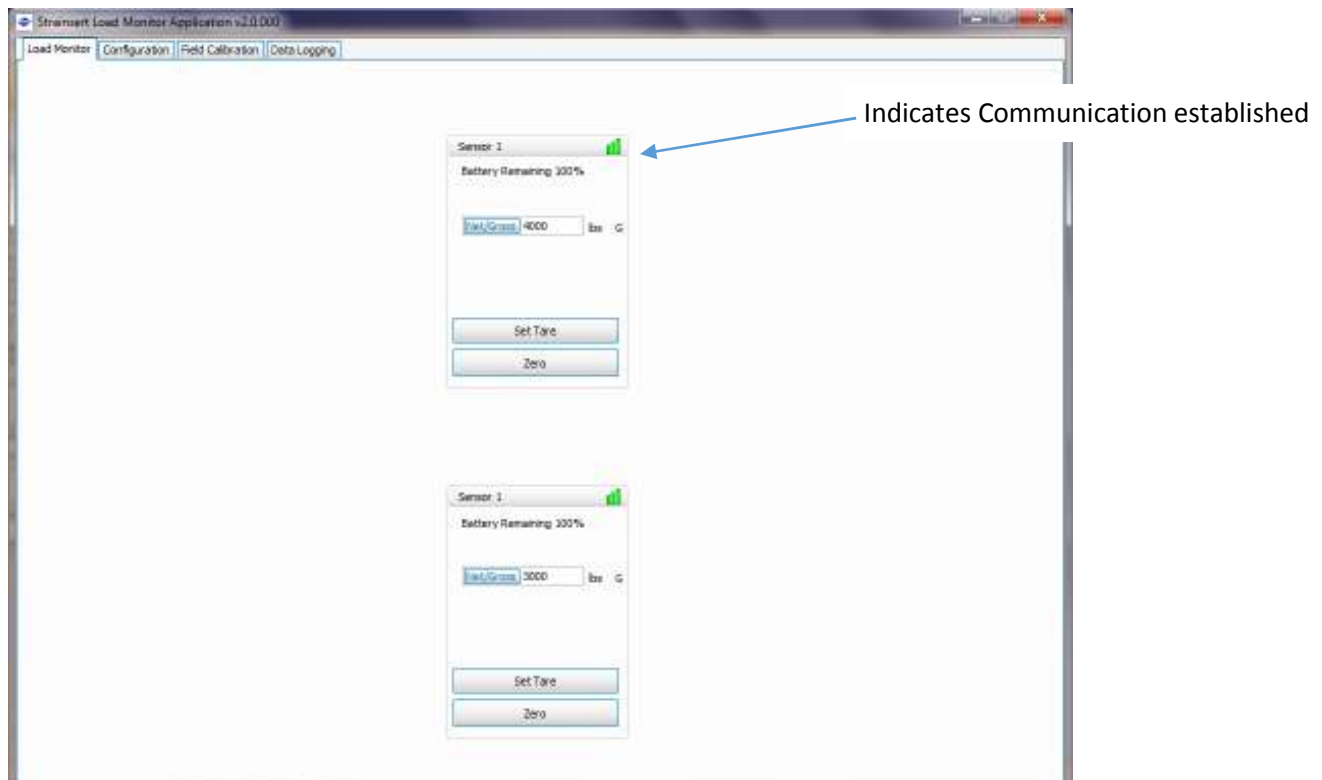 Strainsert Load Monitor Application v2.0.000
Load Monitor Configuration Field Calibration Data Logging
Indicates Communication established
Sensor 1
Battery Remaining 100%
Net/Gross 4000 lbs G
Set Tare
Zero
Sensor 1
Battery Remaining 100%
Net/Gross 3000 lbs G
Set Tare
Zero